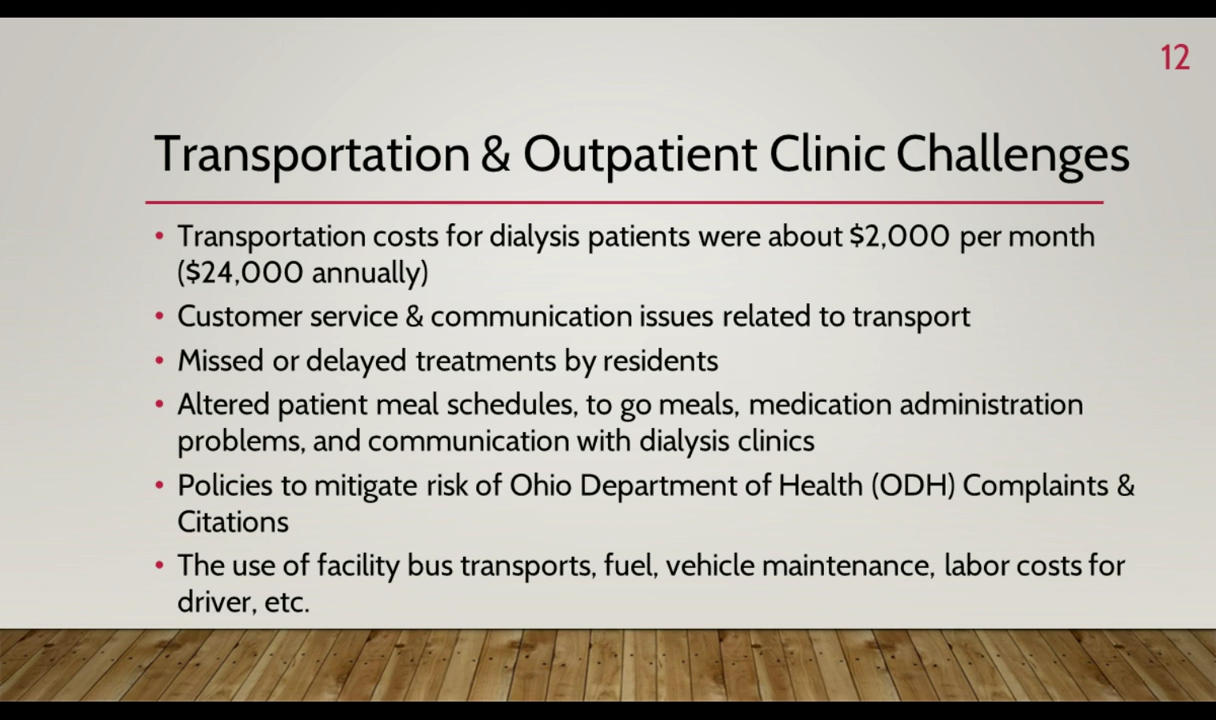 12
Transportation & Outpatient Clinic Challenges
• Transportation costs for dialysis patients were about $2,000 per month
($24,000 annually)
• Customer service & communication issues related to transport
• Missed or delayed treatments by residents
• Altered patient meal schedules, to go meals, medication administration
problems, and communication with dialysis clinics
• Policies to mitigate risk of Ohio Department of Health (ODH) Complaints &
Citations
• The use of facility bus transports, fuel, vehicle maintenance, labor costs for
driver, etc.